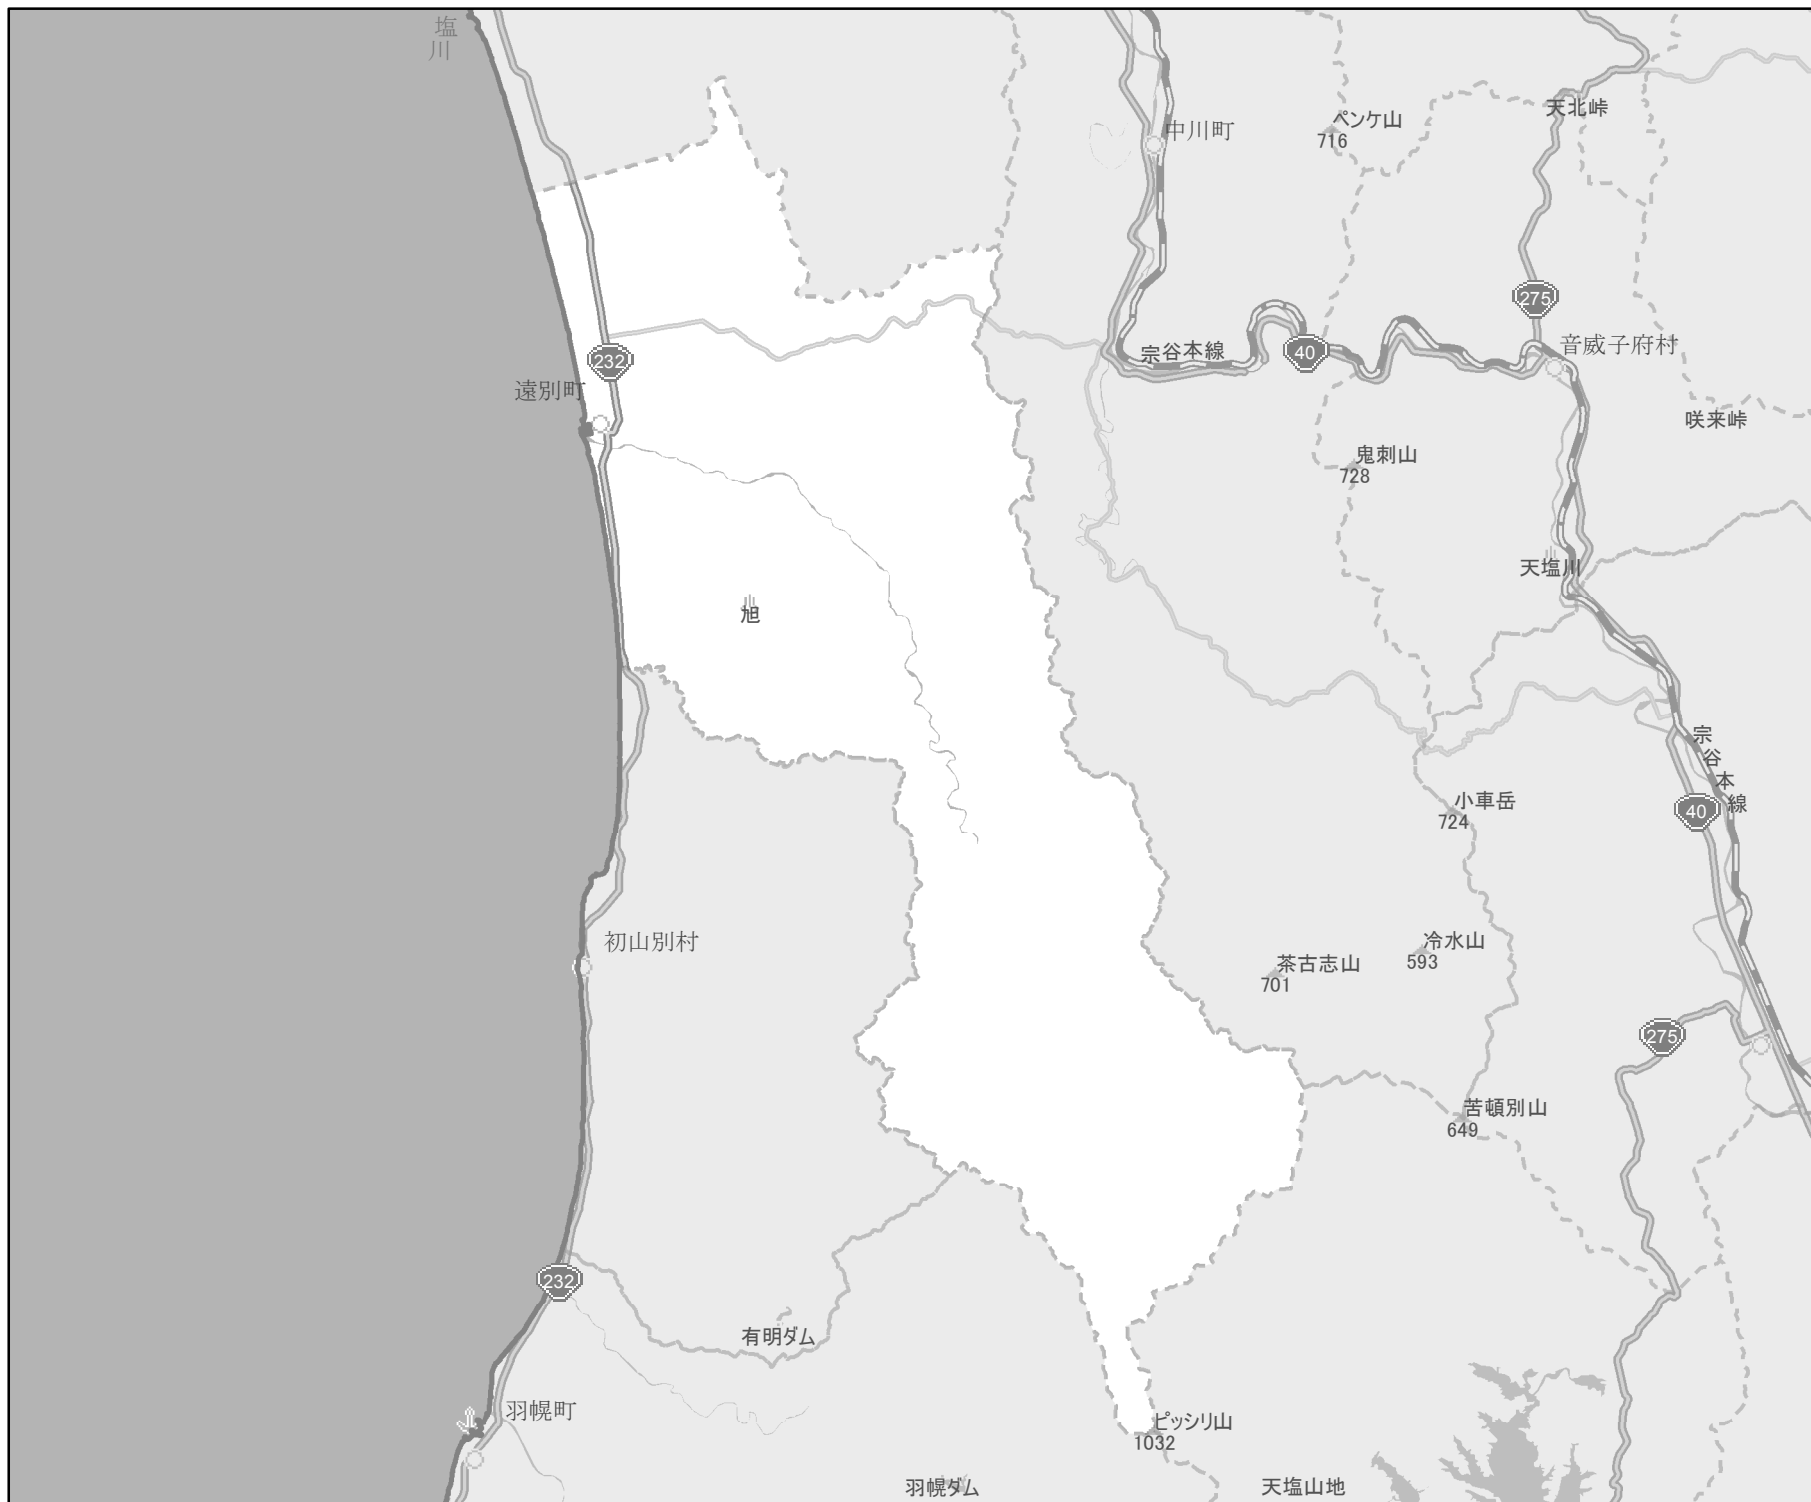 塩
川
天北峠
ペンケ山
716
中川町
275
音威子府村
宗谷本線
40
232
遠別町
咲来峠
鬼刺山
728
天塩川
旭
宗
谷
本
線
小車岳
724
40
初山別村
冷水山
593
茶古志山
701
275
苫頓別山
649
232
有明ダム
羽幌町
ピッシリ山
1032
羽幌ダム
天塩山地